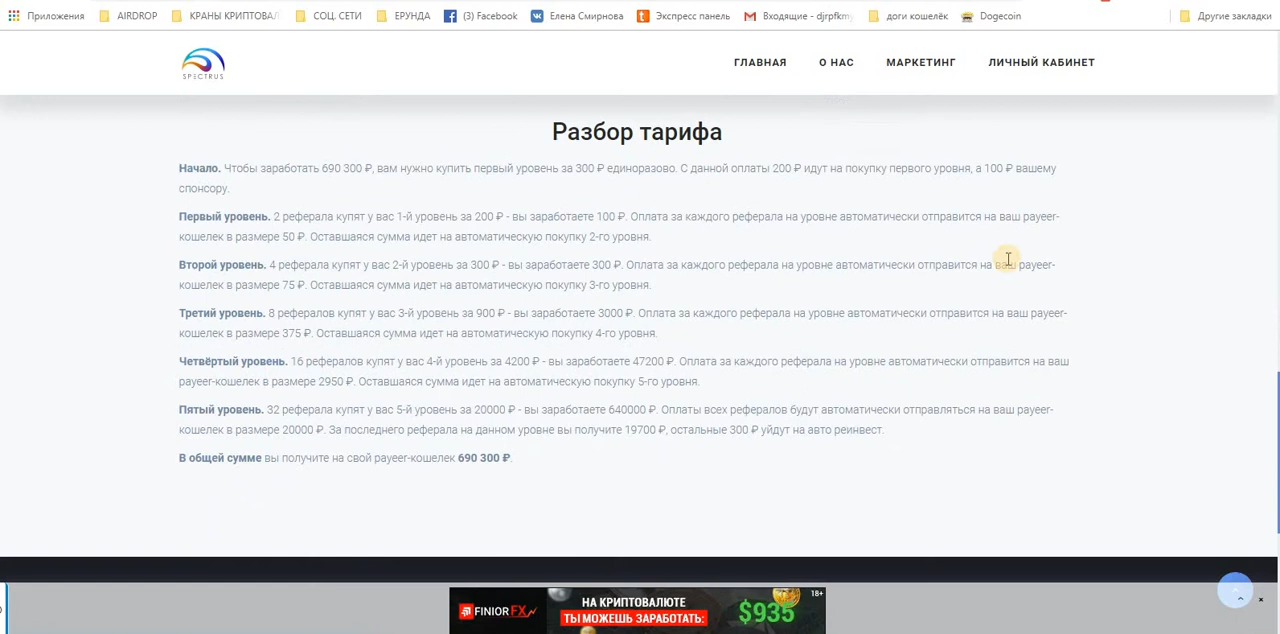 Приложения AIRDROP КРАНЫ КРИПТОВАЛ СОЦ. СЕТИ ЕРУНДА (3) Facebook Елена Смирнова Экспресс панель Входящие - djrpfkm доги кошелёк Dogecoin Другие закладки
SPECTRUS
ГЛАВНАЯ О НАС МАРКЕТИНГ ЛИЧНЫЙ КАБИНЕТ
Разбор тарифа
Начало. Чтобы заработать 690 300 ₽, вам нужно купить первый уровень за 300 ₽ единоразово. С данной оплаты 200 ₽ идут на покупку первого уровня, а 100 ₽ вашему
спонсору.
Первый уровень. 2 реферала купят у вас 1-й уровень за 200 ₽ - вы заработаете 100 ₽. Оплата за каждого реферала на уровне автоматически отправится на ваш payeer-
кошелек в размере 50 ₽. Оставшаяся сумма идет на автоматическую покупку 2-го уровня.
Второй уровень. 4 реферала купят у вас 2-й уровень за 300 ₽ - вы заработаете 300 ₽. Оплата за каждого реферала на уровне автоматически отправится на ваш payeer-
кошелек в размере 75 ₽. Оставшаяся сумма идет на автоматическую покупку 3-го уровня.
Третий уровень. 8 рефералов купят у вас 3-й уровень за 900 ₽ - вы заработаете 3000 ₽. Оплата за каждого реферала на уровне автоматически отправится на ваш payeer-
кошелек в размере 375 ₽. Оставшаяся сумма идет на автоматическую покупку 4-го уровня.
Четвёртый уровень. 16 рефералов купят у вас 4-й уровень за 4200 ₽ - вы заработаете 47200 ₽. Оплата за каждого реферала на уровне автоматически отправится на ваш
payeer-кошелек в размере 2950 ₽. Оставшаяся сумма идет на автоматическую покупку 5-го уровня.
Пятый уровень. 32 реферала купят у вас 5-й уровень за 20000 ₽ - вы заработаете 640000 ₽. Оплаты всех рефералов будут автоматически отправляться на ваш payeer-
кошелек в размере 20000 ₽. За последнего реферала на данном уровне вы получите 19700 ₽, остальные 300 ₽ уйдут на авто реинвест.
В общей сумме вы получите на свой payeer-кошелек 690 300 ₽.
FINIOR FX
НА КРИПТОВАЛЮТЕ
ТЫ МОЖЕШЬ ЗАРАБОТАТЬ:
$935
18+